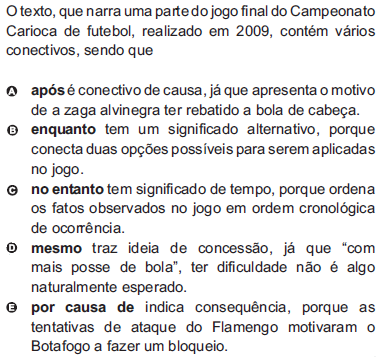 O texto, que narra uma parte do jogo final do Campeonato
Carioca de futebol, realizado em 2009, contém vários
conectivos, sendo que
A após é conectivo de causa, já que apresenta o motivo
de a zaga alvinegra ter rebatido a bola de cabeça.
B enquanto tem um significado alternativo, porque
conecta duas opções possíveis para serem aplicadas
no jogo.
C no entanto tem significado de tempo, porque ordena
os fatos observados no jogo em ordem cronológica
de ocorrência.
D mesmo traz ideia de concessão, já que “com
mais posse de bola”, ter dificuldade não é algo
naturalmente esperado.
E por causa de indica consequência, porque as
tentativas de ataque do Flamengo motivaram o
Botafogo a fazer um bloqueio.